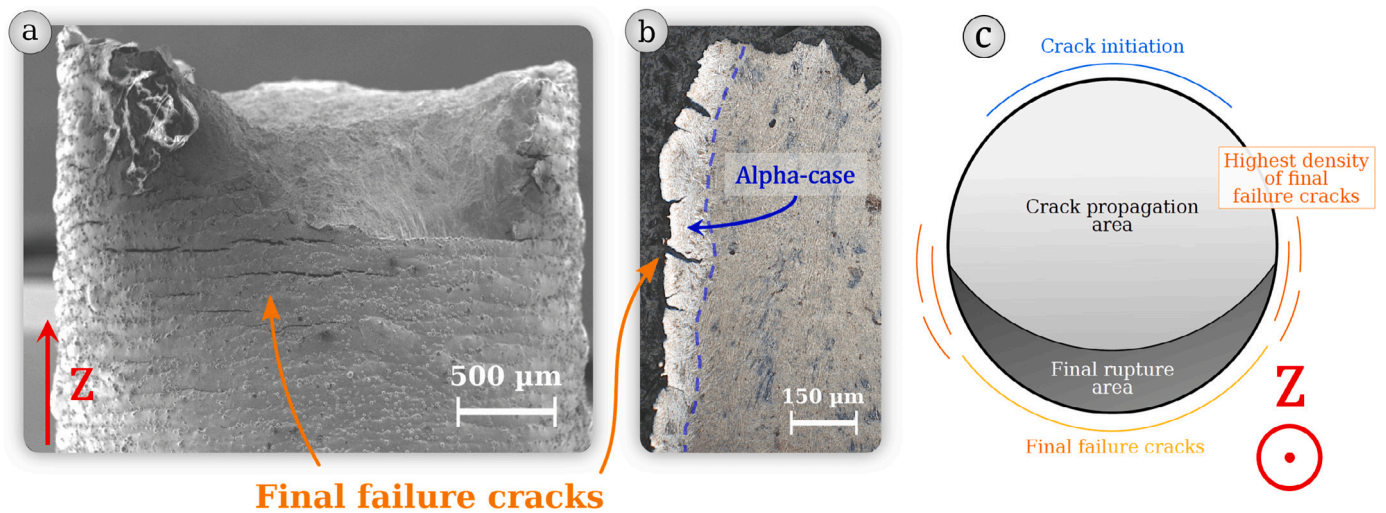 a
Z
500 µm
b
Alpha-case
150 µm
Final failure cracks
c
Crack initiation
Highest density
of final
failure cracks
Crack propagation
area
Final rupture
area
Final failure cracks
Z